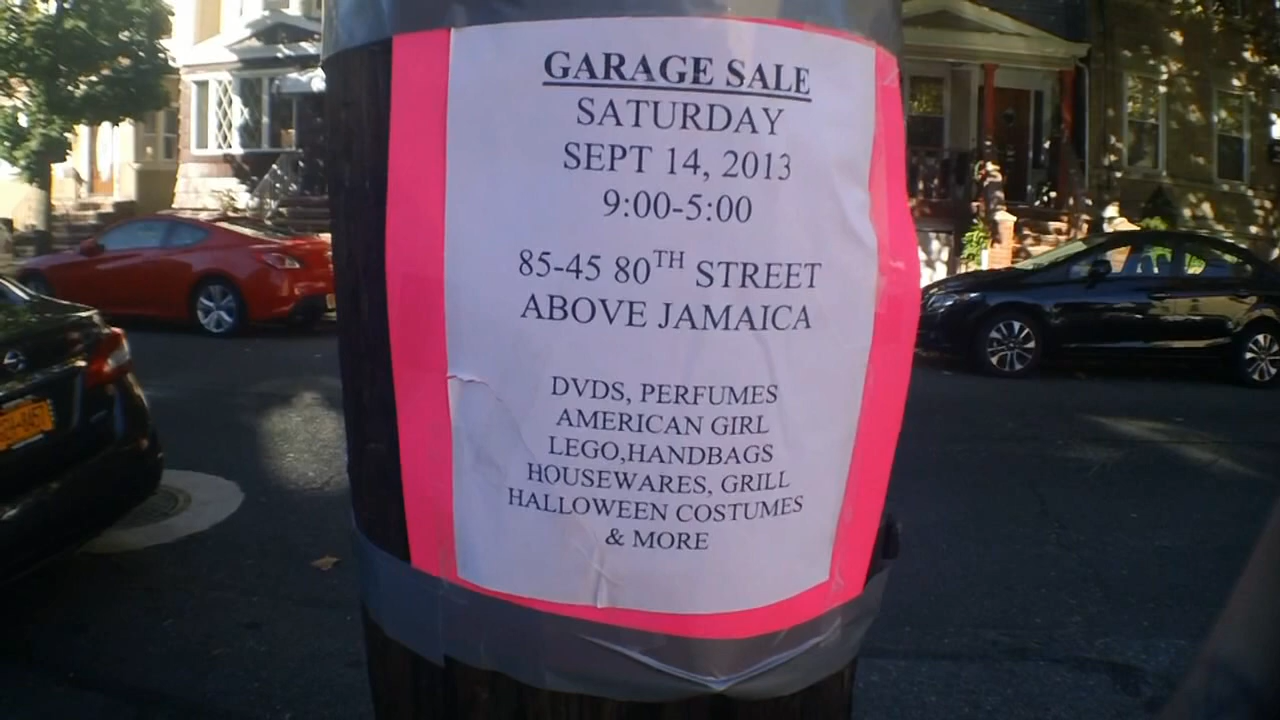 GARAGE SALE
SATURDAY
SEPT 14, 2013
9:00-5:00
85-45 80TH STREET
ABOVE JAMAICA
DVDS, PERFUMES
AMERICAN GIRL
LEGO,HANDBAGS
HOUSEWARES, GRILL
HALLOWEEN COSTUMES
& MORE